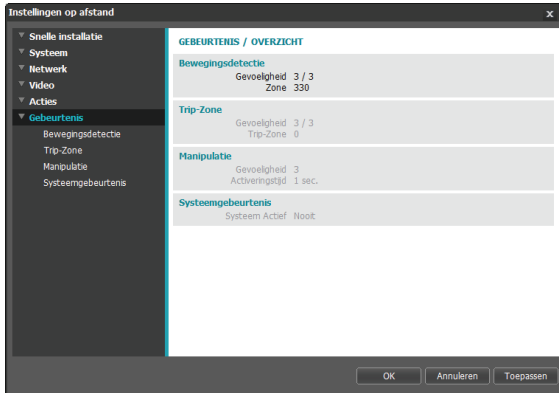 Instellingen op afstand
x
Snelle installatie
Systeem
Netwerk
Video
Acties
Gebeurtenis
Bewegingsdetectie
Trip-Zone
Manipulatie
Systeemgebeurtenis
GEBEURTENIS / OVERZICHT
Bewegingsdetectie
Gevoeligheid 3 / 3
Zone 330
Trip-Zone
Gevoeligheid 3 / 3
Trip-Zone 0
Manipulatie
Gevoeligheid 3
Activeringstijd 1 sec.
Systeemgebeurtenis
Systeem Actief Nooit
OK Annuleren Toepassen